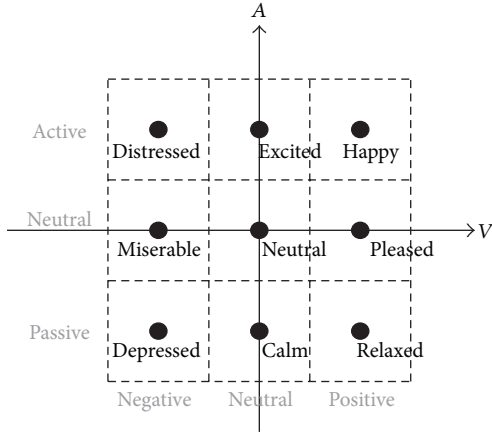 A
Active
Distressed Excited Happy
Neutral
V
Miserable Neutral Pleased
Passive
Depressed Calm Relaxed
Negative Neutral Positive